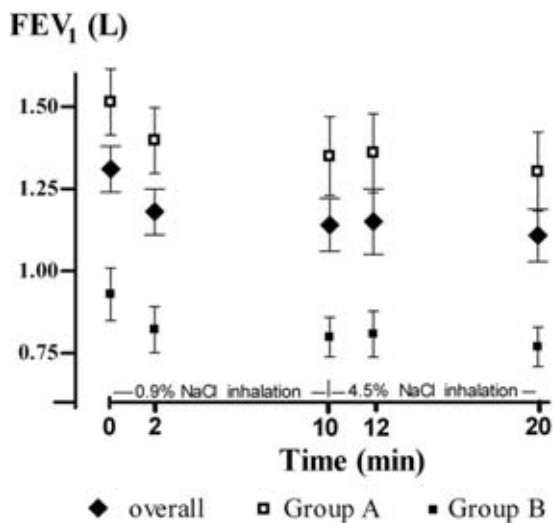 FEV1 (L)
1.50
1.25
1.00
0.75
0.9% NaCl inhalation 4.5% NaCl inhalation
0 2 10 12 20
Time (min)
overall Group A Group B